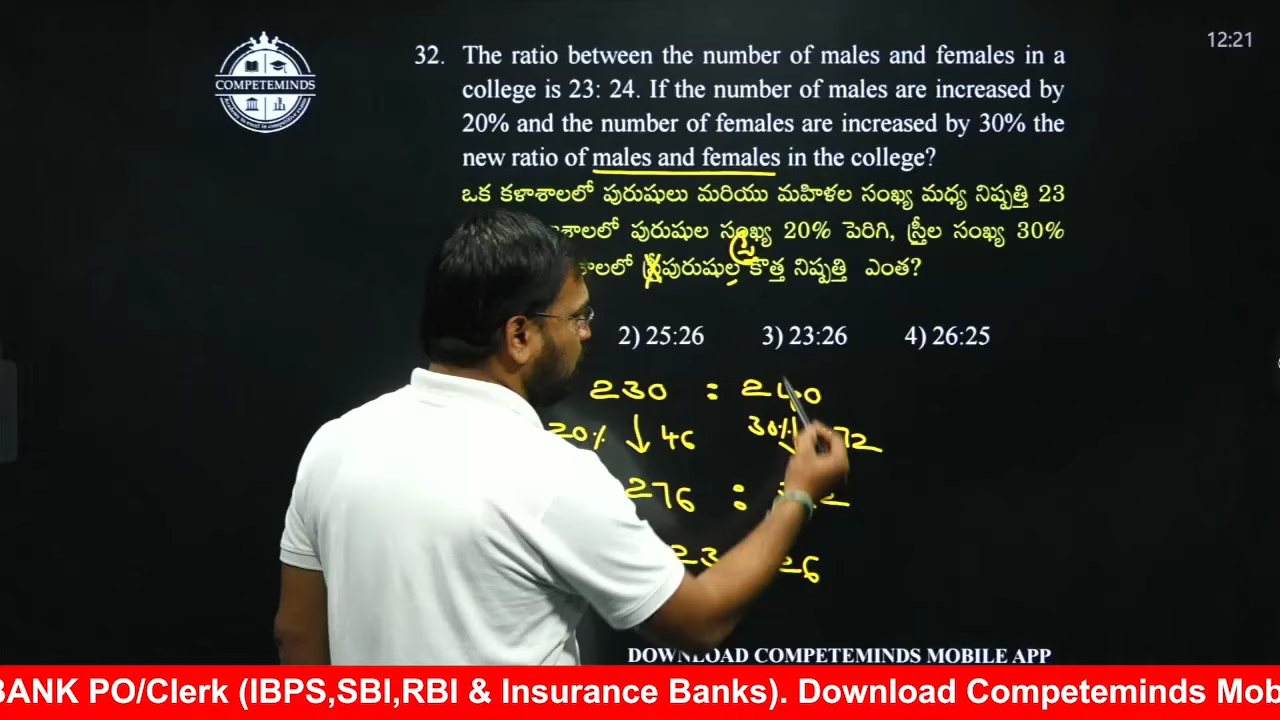 12:21
COMPETEMINDS
32. The ratio between the number of males and females in a
college is 23: 24. If the number of males are increased by
20% and the number of females are increased by 30% the
new ratio of males and females in the college?
ఒక కళాశాలలో పురుషులు మరియు మహిళల సంఖ్య మధ్య నిష్పత్తి 23
శాలలో పురుషుల సంఖ్య 20% పెరిగి, స్త్రీల సంఖ్య 30%
శాలలో స్త్రీపురుషుల కొత్త నిష్పత్తి ఎంత?
2) 25:26 3) 23:26 4) 26:25
230 : 240
20% 46 30% 72
276 :
23 26
DOWNLOAD COMPETEMINDS MOBILE APP
BANK PO/Clerk (IBPS,SBI,RBI & Insurance Banks). Download Competeminds Mob